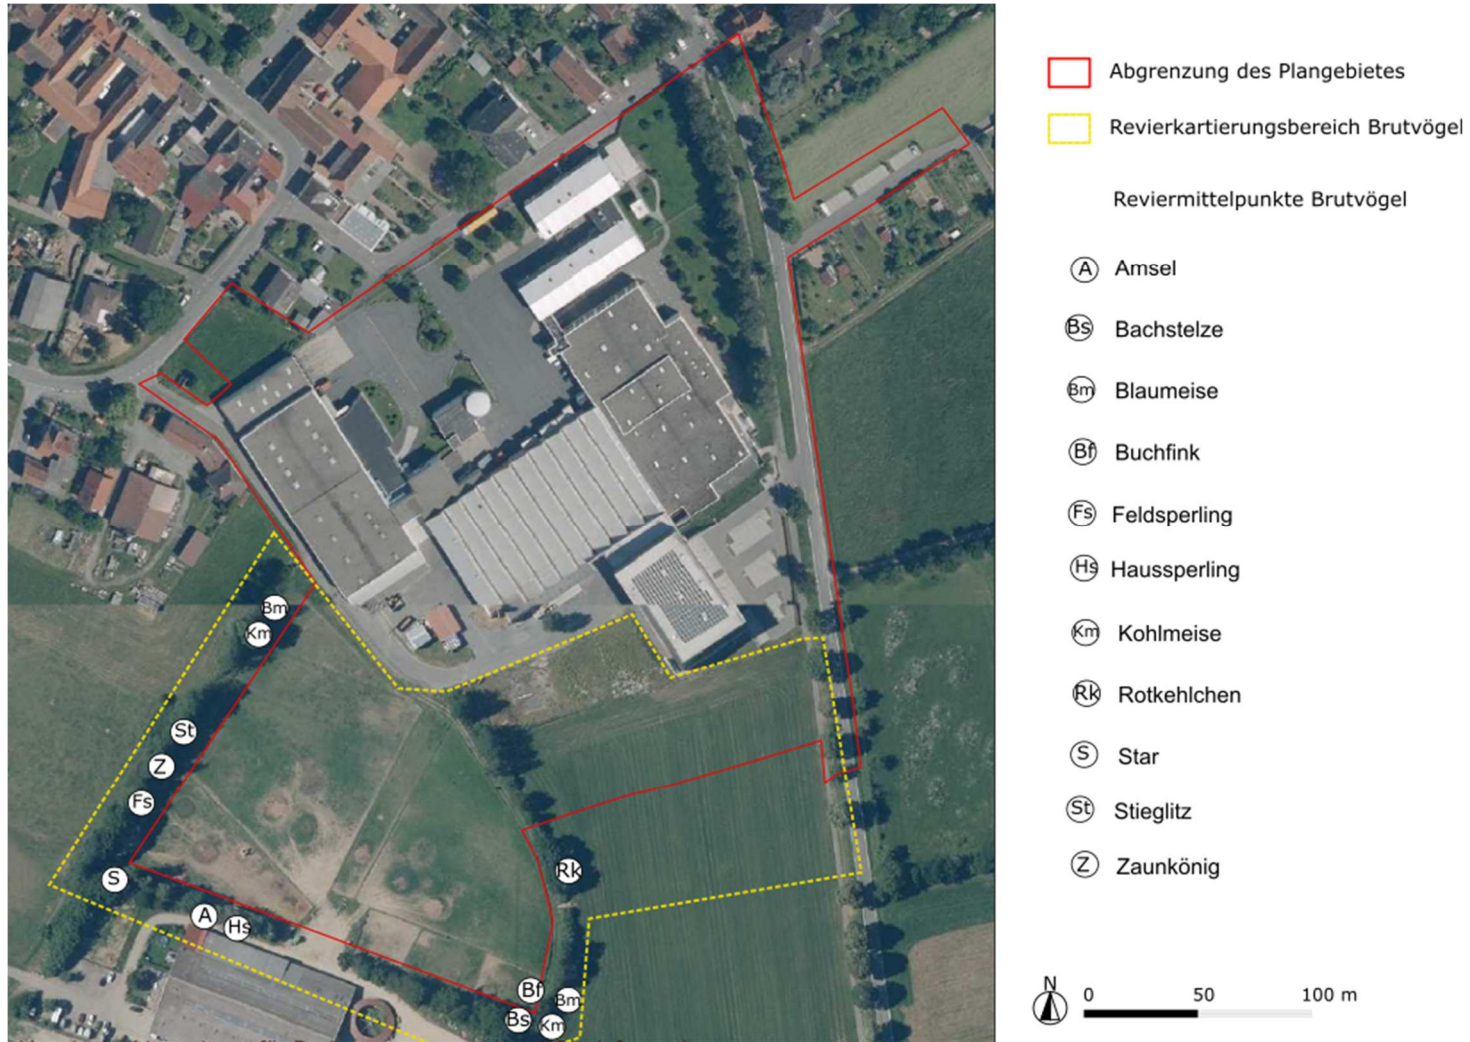 Abgrenzung des Plangebietes
Revierkartierungsbereich Brutvögel
Reviermittelpunkte Brutvögel
A Amsel
Bs Bachstelze
Bm Blaumeise
Bf Buchfink
Fs Feldsperling
Hs Haussperling
Km Kohlmeise
Rk Rotkehlchen
S Star
St Stieglitz
Z Zaunkönig
N
0 50 100 m
Bm
Km
St
Z
Fs
S
A
Hs
Rk
Bf
Bm
Bs
Km